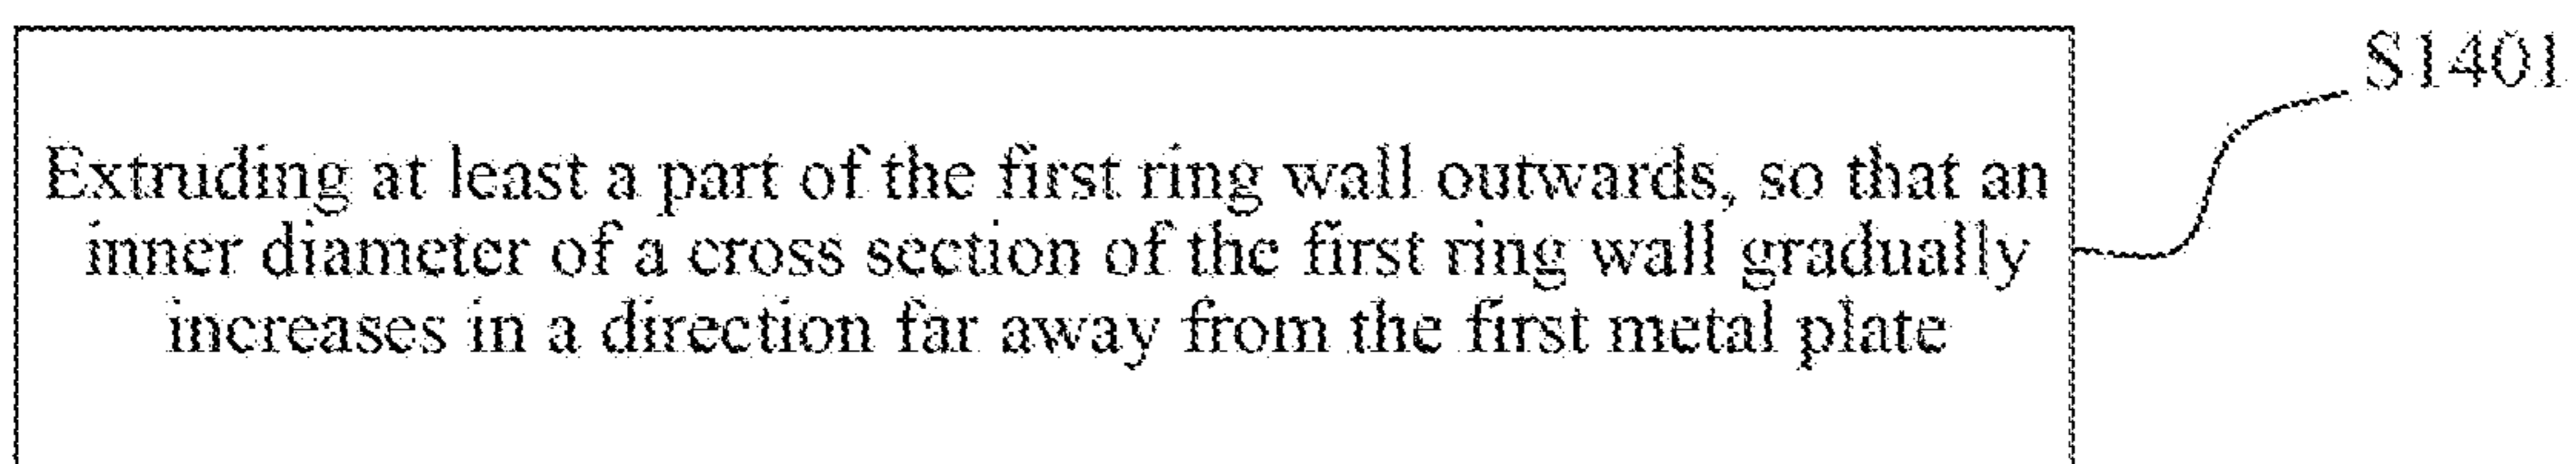 S1401
Extruding at least a part of the first ring wall outwards, so that an
inner diameter of a cross section of the first ring wall gradually
increases in a direction far away from the first metal plate